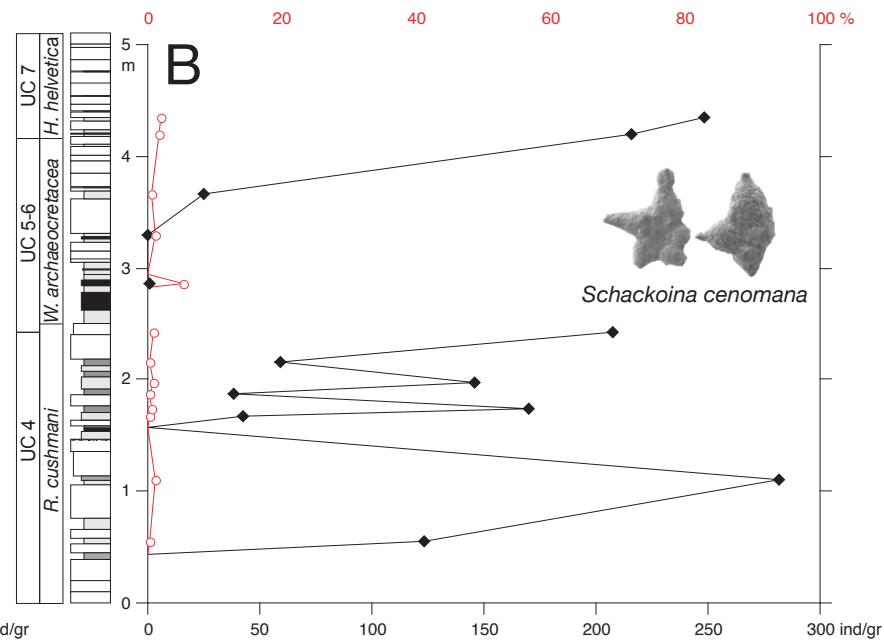 0 20 40 60 80 100 %
5
m
B
4
3
2
1
0
UC 7
H. helvetica
UC 5-6
W. archaeocretacea
UC 4
R. cushmani
Schackoina cenomana
d/gr 0 50 100 150 200 250 300 ind/gr